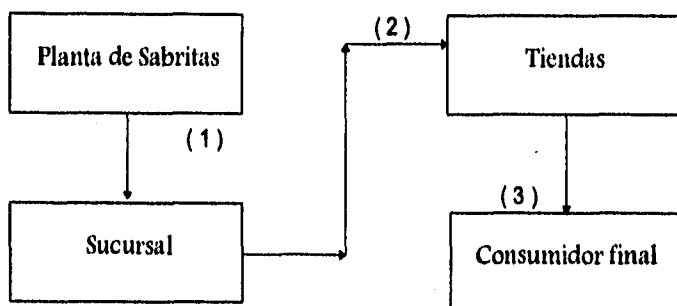 Planta de Sabritas
(1)
Sucursal
(2)
Tiendas
(3)
Consumidor final